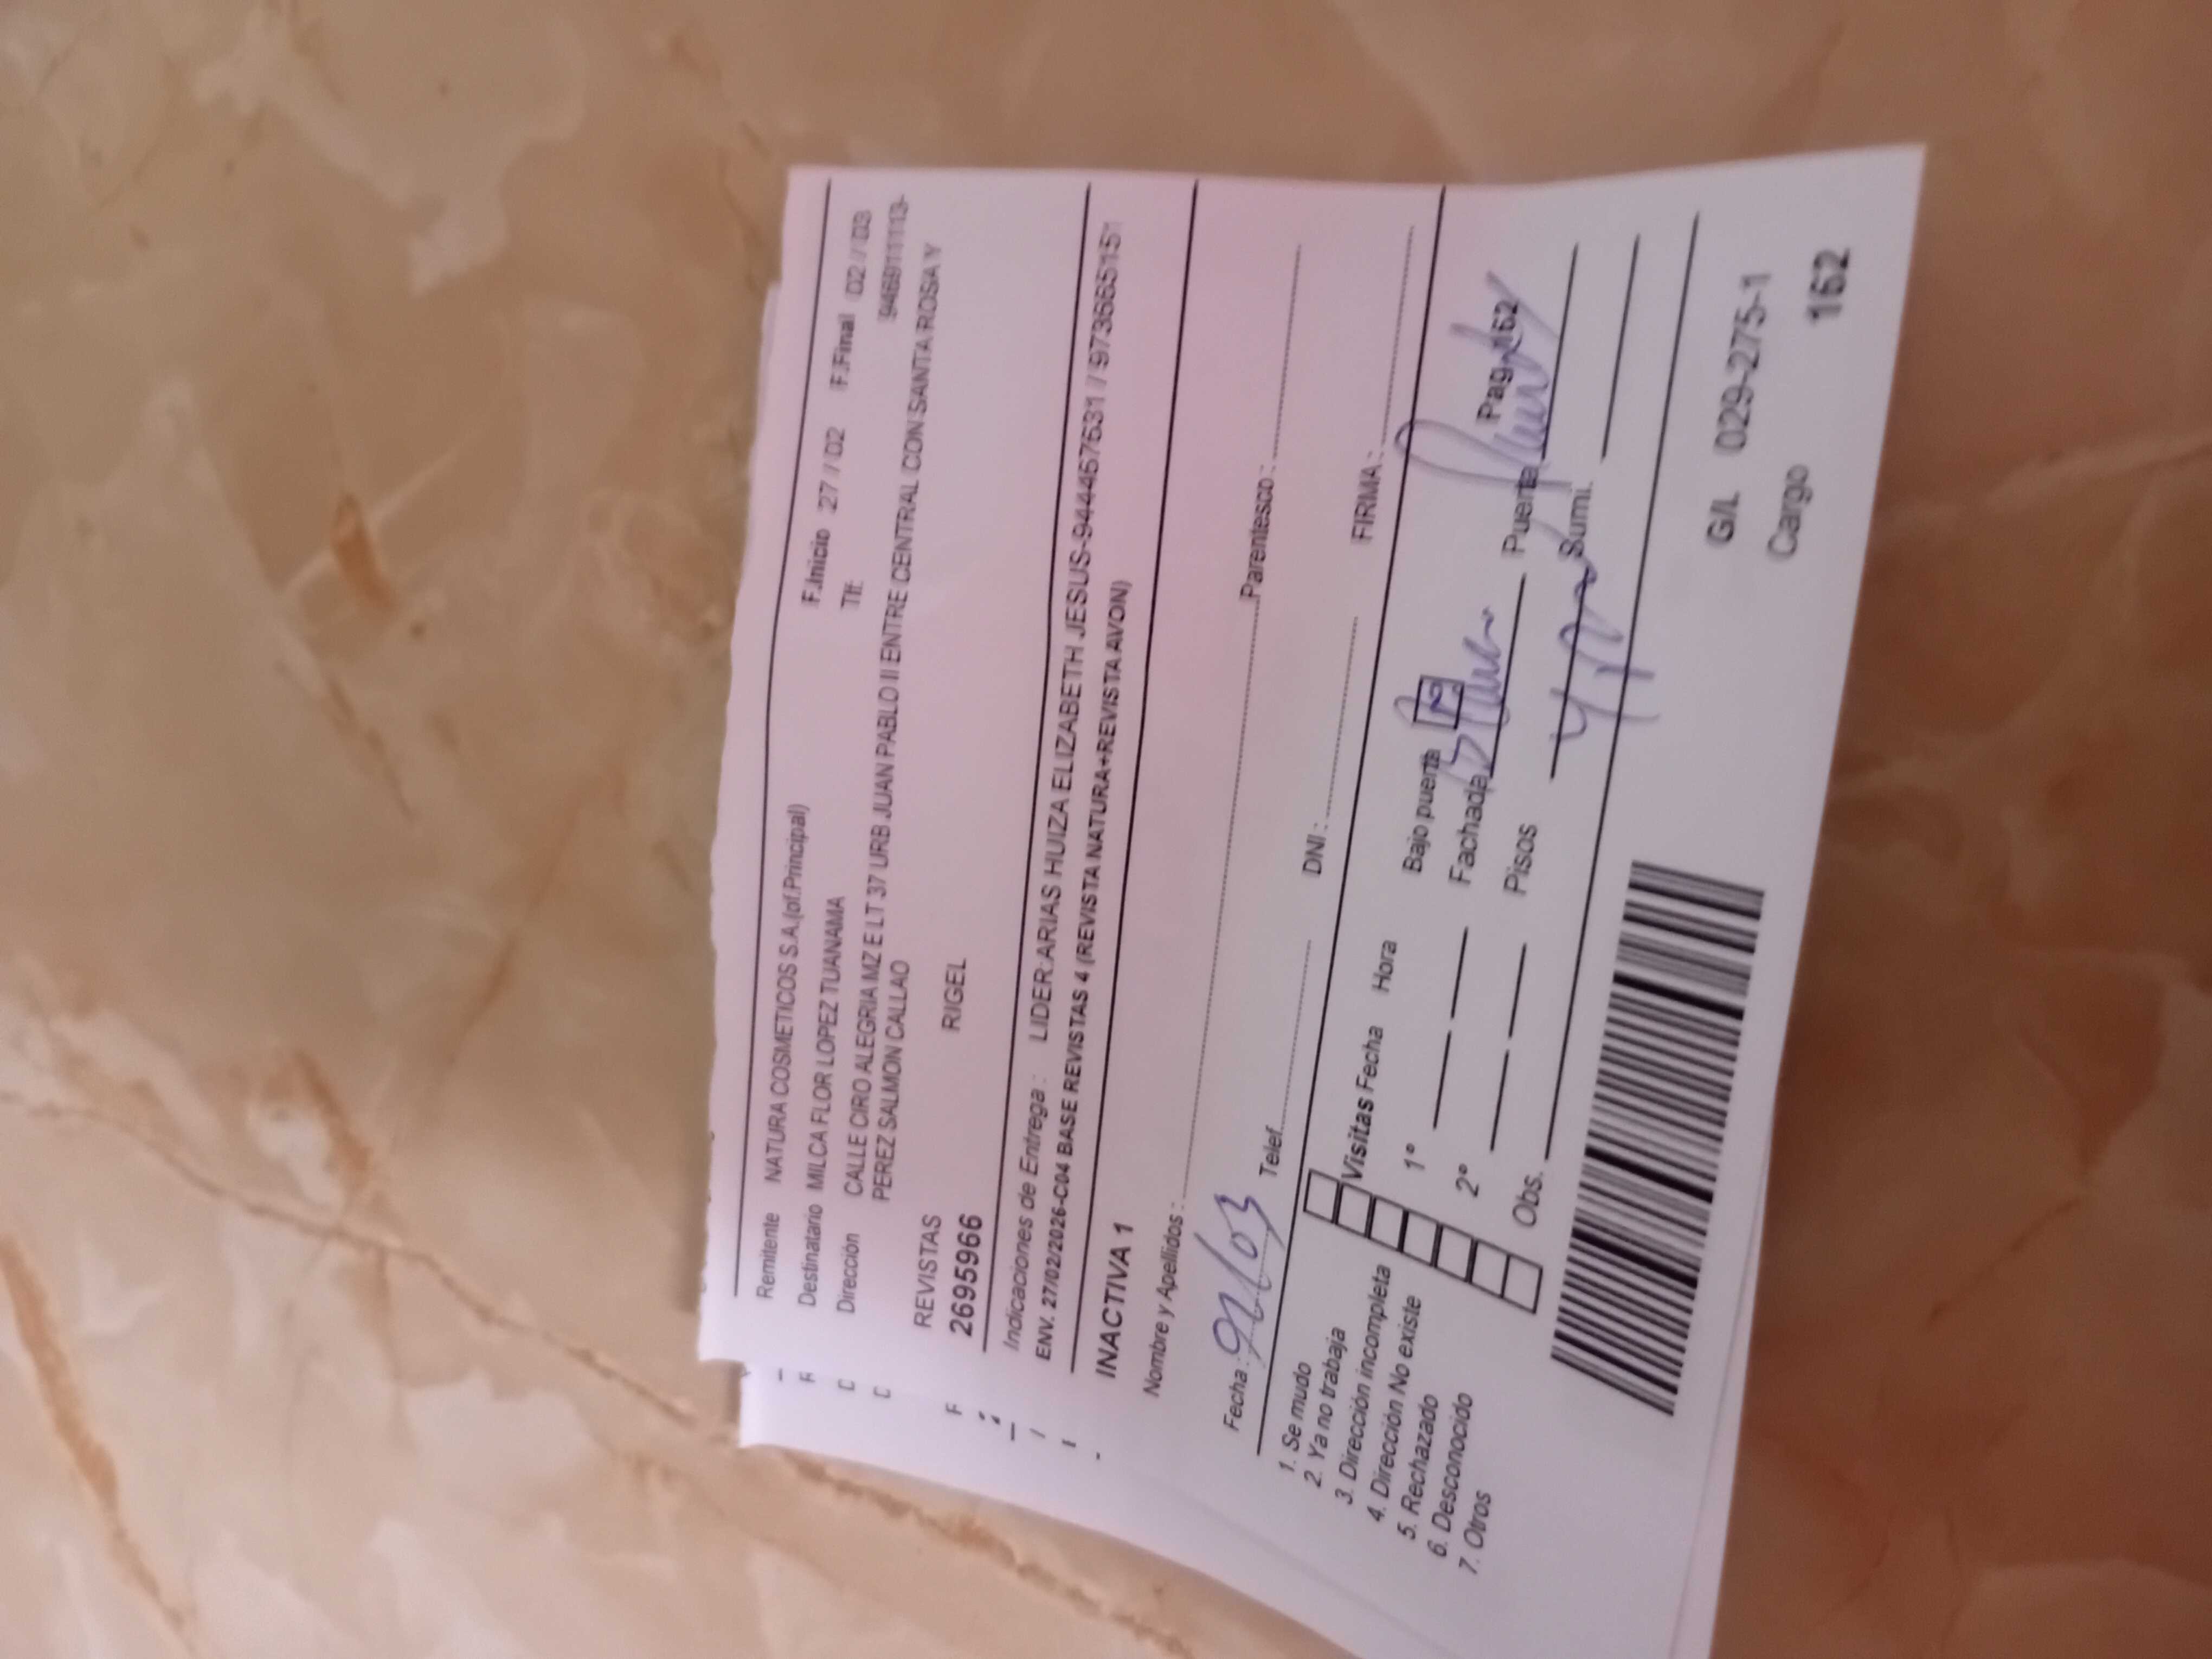 Remitente NATURA COSMETICOS S.A.(of.Principal)
Destinatario MILCA FLOR LOPEZ TUANAMA F.Inicio 27 / 02 F.Final 02 / 03
Dirección CALLE CIRO ALEGRIA MZ E LT 37 URB JUAN PABLO II ENTRE CENTRAL CON SANTA ROSA Y
PEREZ SALMON CALLAO
Tlf:
REVISTAS
2695966 RIGEL
Indicaciones de Entrega : LIDER:ARIAS HUIZA ELIZABETH JESUS-944467631 / 973665151
ENV. 27/02/2026-C04 BASE REVISTAS 4 (REVISTA NATURA+REVISTA AVON)
INACTIVA 1
Nombre y Apellidos : Parentesco :
Fecha : Telef. DNI : FIRMA :
1. Se mudo
2. Ya no trabaja
3. Dirección incompleta
4. Dirección No existe
5. Rechazado
6. Desconocido
7. Otros
Visitas Fecha Hora
1°
2°
Obs.
Bajo puerta
Fachada Puerta Pag. 162
Pisos Sumi.
G/L 029-275-1
Cargo
162